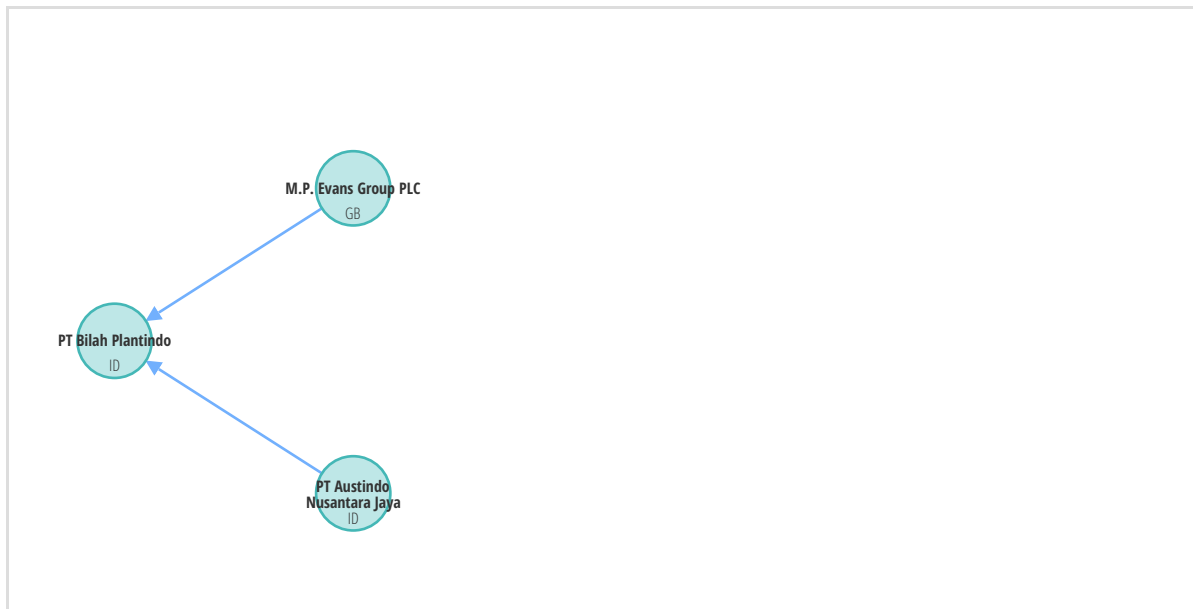 M.P. Evans Group PLC
GB
PT Bilah Plantindo
ID
PT Austindo
Nusantara Jaya
ID